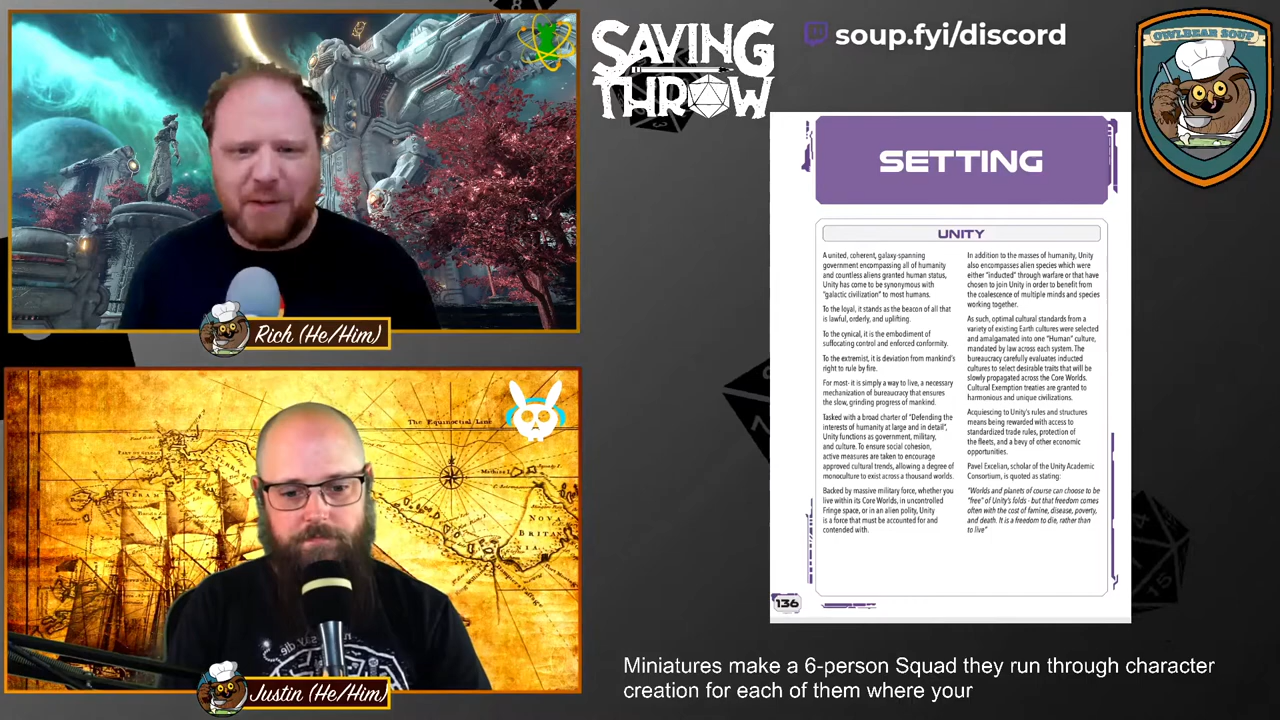 SAVING
THROW
soup.fyi/discord
OWLBEAR SOUP
Rich (He/Him)
The Equinoctial Line
Justin (He/Him)
SETTING
UNITY
A united, coherent, galaxy-spanning
government encompassing all of humanity
and countless aliens granted human status,
Unity has come to be synonymous with
"galactic civilization" to most humans.
To the loyal, it stands as the beacon of all that
is lawful, orderly, and uplifting.
To the cynical, it is the embodiment of
suffocating control and enforced conformity.
To the extremist, it is deviation from mankind's
right to rule by fire.
For most- it is simply a way to live, a necessary
mechanization of bureaucracy that ensures
the slow, grinding progress of mankind.
Tasked with a broad charter of "Defending the
interests of humanity at large and in detail",
Unity functions as government, military,
and culture. To ensure social cohesion,
active measures are taken to encourage
approved cultural trends, allowing a degree of
monoculture to exist across a thousand worlds.
Backed by massive military force, whether you
live within its Core Worlds, in uncontrolled
Fringe space, or in an alien polity, Unity
is a force that must be accounted for and
contended with.
In addition to the masses of humanity, Unity
also encompasses alien species which were
either "inducted" through warfare or that have
chosen to join Unity in order to benefit from
the coalescence of multiple minds and species
working together.
As such, optimal cultural standards from a
variety of existing Earth cultures were selected
and amalgamated into one "Human" culture,
mandated by law across each system. The
bureaucracy carefully evaluates inducted
cultures to select desirable traits that will be
slowly propagated across the Core Worlds.
Cultural Exemption treaties are granted to
harmonious and unique civilizations.
Acquiescing to Unity's rules and structures
means being rewarded with access to
standardized trade rules, protection of
the fleets, and a bevy of other economic
opportunities.
Pavel Excelian, scholar of the Unity Academic
Consortium, is quoted as stating:
"Worlds and planets of course can choose to be
"free" of Unity's folds - but that freedom comes
often with the cost of famine, disease, poverty,
and death. It is a freedom to die, rather than
to live"
136
Miniatures make a 6-person Squad they run through character
creation for each of them where your